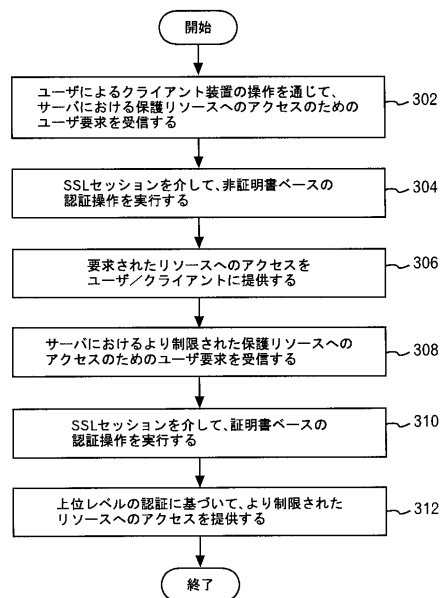 開始
ユーザによるクライアント装置の操作を通じて、
サーバにおける保護リソースへのアクセスのための
ユーザ要求を受信する
302
SSLセッションを介して、非証明書ベースの
認証操作を実行する
304
要求されたリソースへのアクセスを
ユーザ／クライアントに提供する
306
サーバにおけるより制限された保護リソースへの
アクセスのためのユーザ要求を受信する
308
SSLセッションを介して、証明書ベースの
認証操作を実行する
310
上位レベルの認証に基づいて、より制限された
リソースへのアクセスを提供する
312
終了